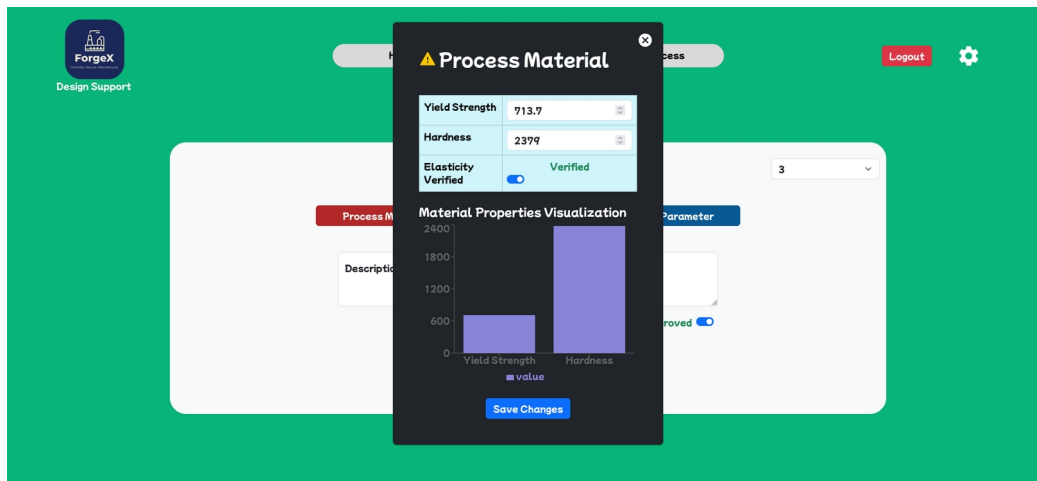 ForgeX
Design Support
H
cess
Logout
Process Material
Yield Strength
713.7
Hardness
2379
Elasticity
Verified
Verified
3
Process M
Parameter
Material Properties Visualization
2400
1800
1200
600
0
Yield Strength
Hardness
value
Descriptio
roved
Save Changes